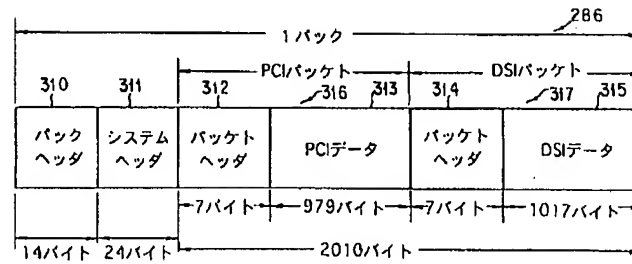 286
1パック
PCIパケット
DSIパケット
310
311
312
316
313
314
317
315
パック
ヘッダ
システム
ヘッダ
パケット
ヘッダ
PCIデータ
パケット
ヘッダ
DSIデータ
7バイト
979バイト
7バイト
1017バイト
14バイト
24バイト
2010バイト